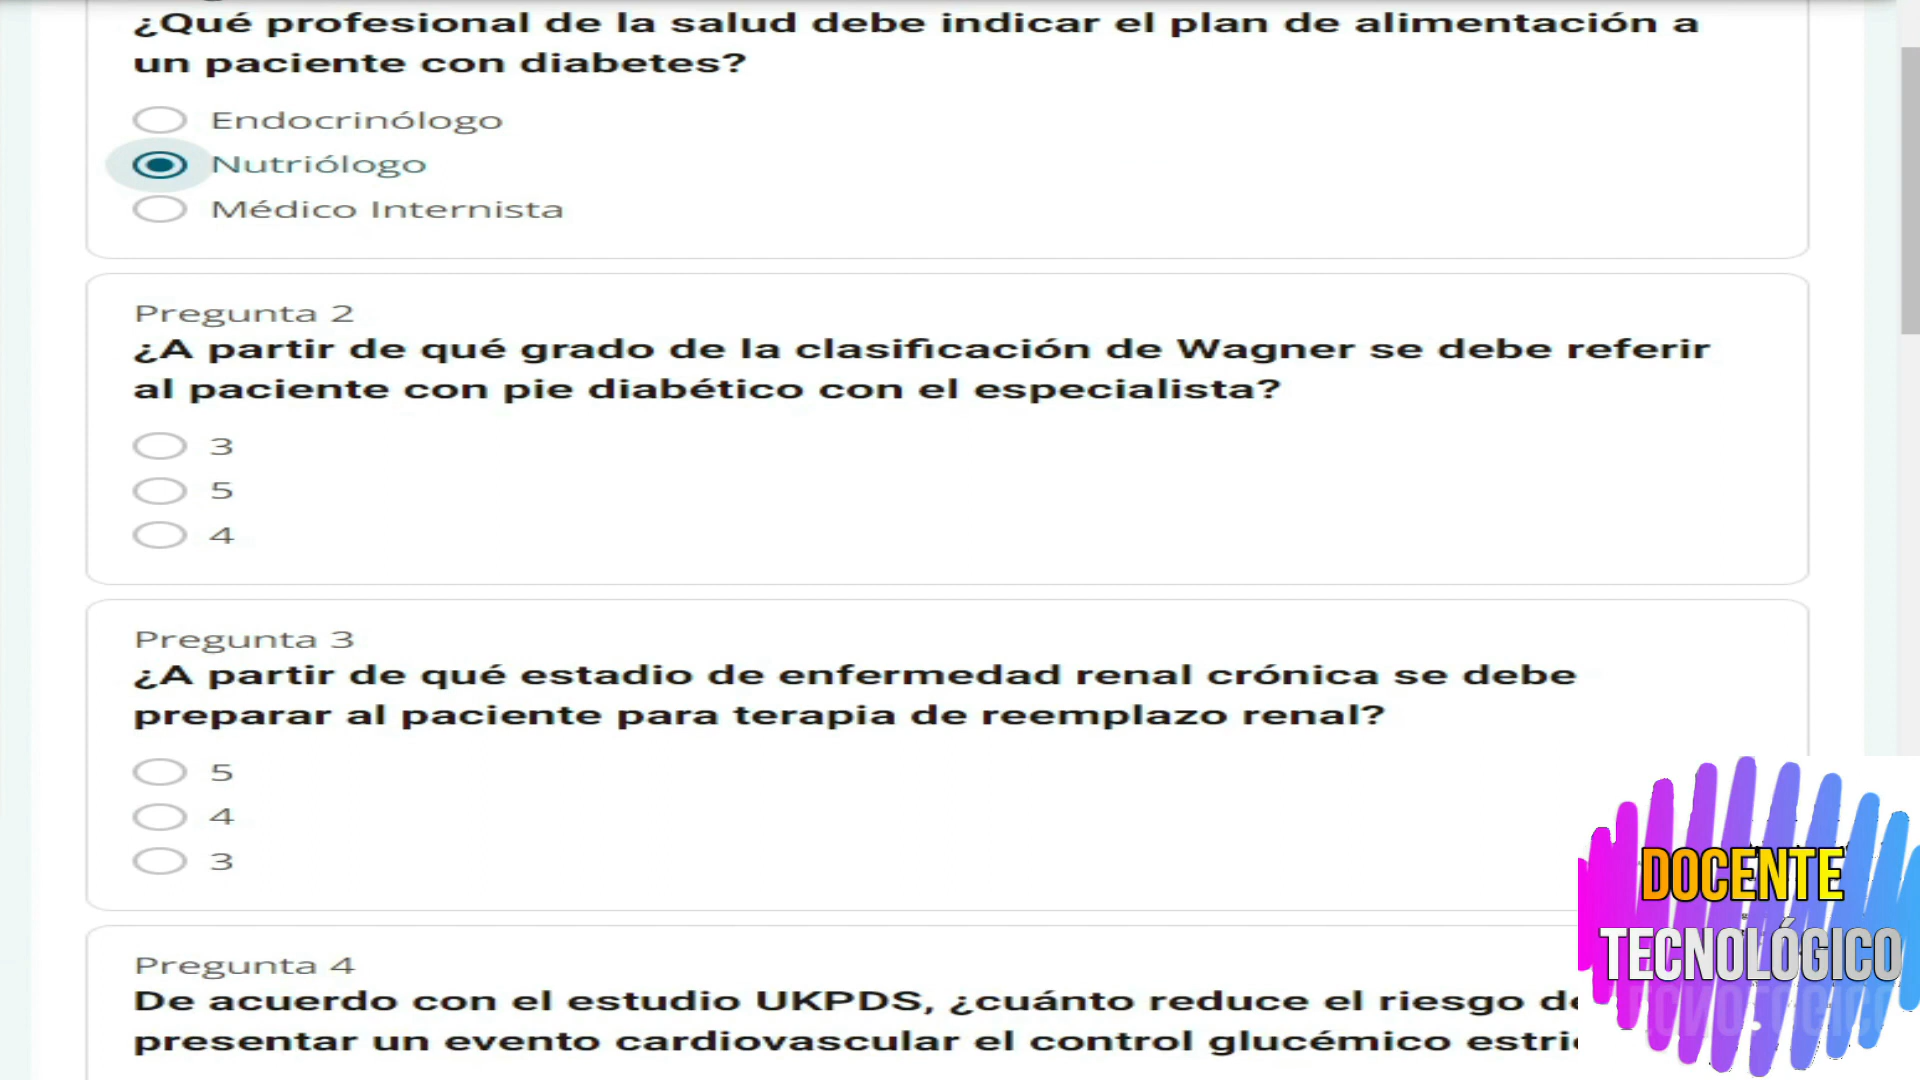 ¿Qué profesional de la salud debe indicar el plan de alimentación a
un paciente con diabetes?
Endocrinólogo
Nutriólogo
Médico Internista
Pregunta 2
¿A partir de qué grado de la clasificación de Wagner se debe referir
al paciente con pie diabético con el especialista?
3
5
4
Pregunta 3
¿A partir de qué estadio de enfermedad renal crónica se debe
preparar al paciente para terapia de reemplazo renal?
5
4
3
Pregunta 4
De acuerdo con el estudio UKPDS, ¿cuánto reduce el riesgo de
presentar un evento cardiovascular el control glucémico estri
DOCENTE
TECNOLÓGICO